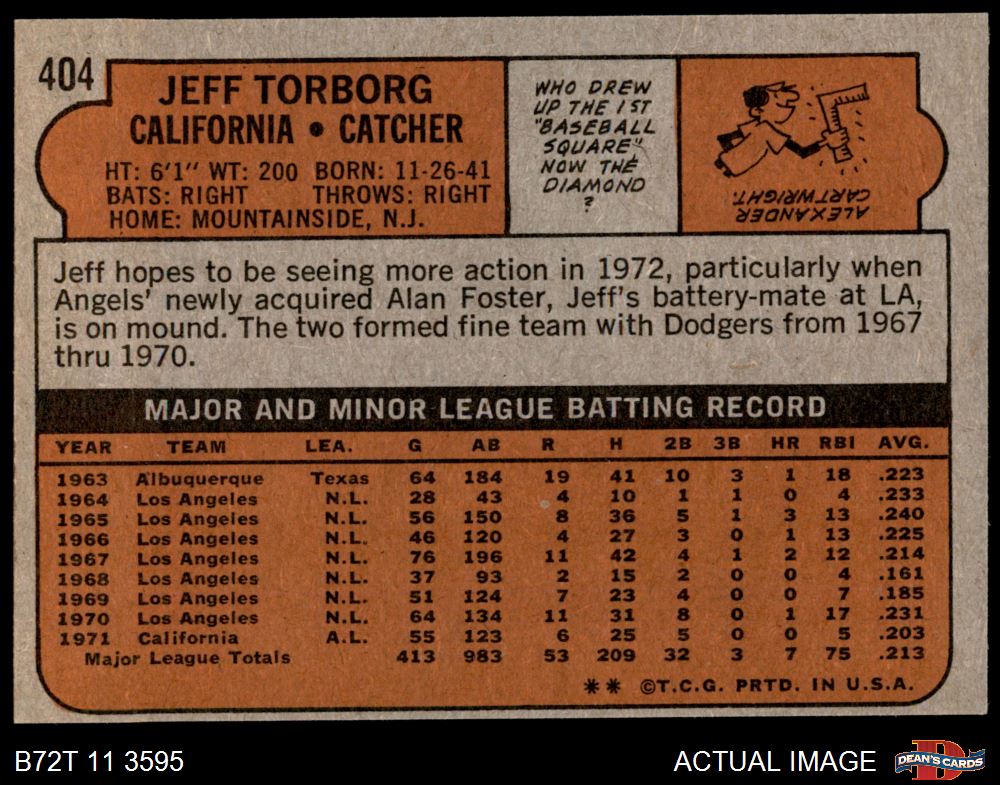 404
JEFF TORBORG
CALIFORNIA • CATCHER
HT: 6'1" WT: 200 BORN: 11-26-41
BATS: RIGHT THROWS: RIGHT
HOME: MOUNTAINSIDE, N.J.
WHO DREW
UP THE 1ST
"BASEBALL
SQUARE"
NOW THE
DIAMOND
?
ALEXANDER
CARTWRIGHT.
Jeff hopes to be seeing more action in 1972, particularly when
Angels' newly acquired Alan Foster, Jeff's battery-mate at LA,
is on mound. The two formed fine team with Dodgers from 1967
thru 1970.
MAJOR AND MINOR LEAGUE BATTING RECORD
YEAR TEAM LEA. G AB R H 2B 3B HR RBI AVG.
1963 Albuquerque Texas 64 184 19 41 10 3 1 18 .223
1964 Los Angeles N.L. 28 43 4 10 1 1 0 4 .233
1965 Los Angeles N.L. 56 150 8 36 5 1 3 13 .240
1966 Los Angeles N.L. 46 120 4 27 3 0 1 13 .225
1967 Los Angeles N.L. 76 196 11 42 4 1 2 12 .214
1968 Los Angeles N.L. 37 93 2 15 2 0 0 4 .161
1969 Los Angeles N.L. 51 124 7 23 4 0 0 7 .185
1970 Los Angeles N.L. 64 134 11 31 8 0 1 17 .231
1971 California A.L. 55 123 6 25 5 0 0 5 .203
Major League Totals 413 983 53 209 32 3 7 75 .213
** ©T.C.G. PRTD. IN U.S.A.
B72T 11 3595
ACTUAL IMAGE
DEAN'S CARDS